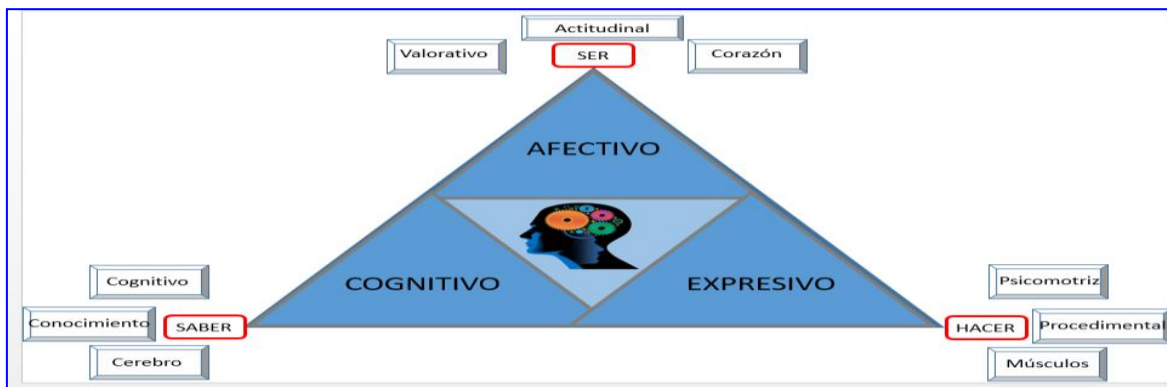 Actitudinal
Valorativo
SER
Corazón
AFECTIVO
COGNITIVO
EXPRESIVO
Cognitivo
Psicomotriz
Conocimiento
SABER
HACER
Procedimental
Cerebro
Músculos